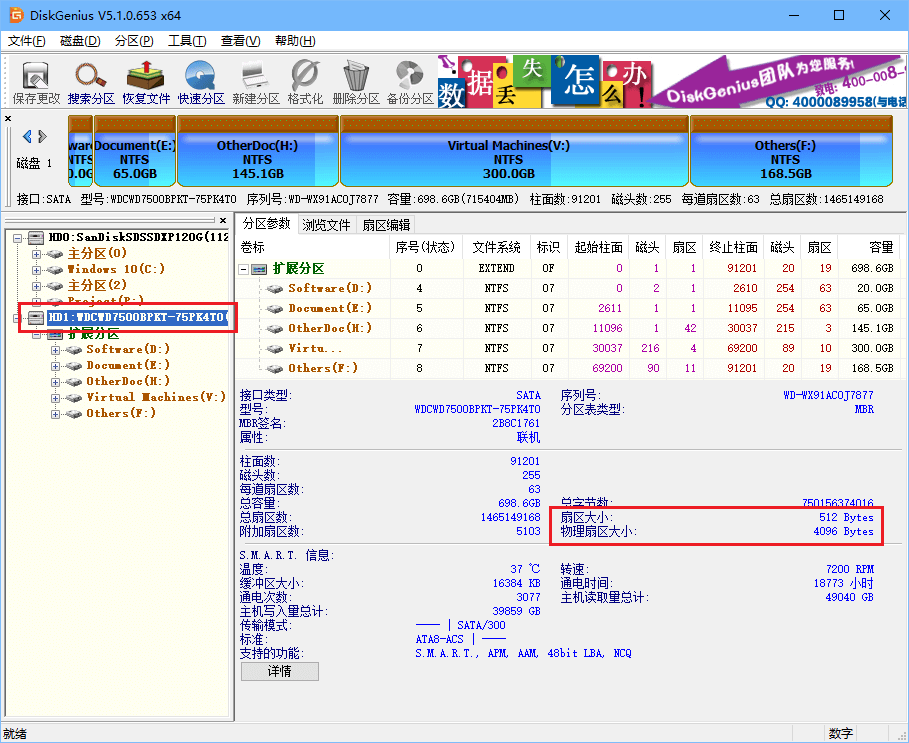 DiskGenius V5.1.0.653 x64
文件(F) 磁盘(D) 分区(P) 工具(T) 查看(V) 帮助(H)
保存更改 搜索分区 恢复文件 快速分区 新建分区 格式化 删除分区 备份分区
数据丢失怎么办!
DiskGenius团队为您服务!
致电: 400-008-
QQ: 4000089958(与电话
磁盘 1
Document(E:)
NTFS
65.0GB
OtherDoc(H:)
NTFS
145.1GB
Virtual Machines(V:)
NTFS
300.0GB
Others(F:)
NTFS
168.5GB
接口:SATA 型号:WDCWD7500BPKT-75PK4T0 序列号:WD-WX91AC0J7877 容量:698.6GB(715404MB) 柱面数:91201 磁头数:255 每道扇区数:63 总扇区数:1465149168
HD0:SanDiskSDSSDXP120G(112
主分区(0)
Windows 10(C:)
主分区(2)
Project(P:)
HD1:WDCWD7500BPKT-75PK4T0(
扩展分区
Software(D:)
Document(E:)
OtherDoc(H:)
Virtual Machines(V:)
Others(F:)
分区参数 浏览文件 扇区编辑
卷标 序号(状态) 文件系统 标识 起始柱面 磁头 扇区 终止柱面 磁头 扇区 容量
扩展分区 0 EXTEND 0F 0 1 1 91201 20 19 698.6GB
Software(D:) 4 NTFS 07 0 2 1 2610 254 63 20.0GB
Document(E:) 5 NTFS 07 2611 1 1 11095 254 63 65.0GB
OtherDoc(H:) 6 NTFS 07 11096 1 42 30037 215 3 145.1GB
Virtu... 7 NTFS 07 30037 216 4 69200 89 10 300.0GB
Others(F:) 8 NTFS 07 69200 90 11 91201 20 19 168.5GB
接口类型: SATA 序列号: WD-WX91AC0J7877
型号: WDCWD7500BPKT-75PK4T0 分区表类型: MBR
MBR签名: 2B8C1761
属性: 联机
柱面数: 91201
磁头数: 255
每道扇区数: 63
总容量: 698.6GB 总字节数: 750156374016
总扇区数: 1465149168 扇区大小: 512 Bytes
附加扇区数: 5103 物理扇区大小: 4096 Bytes
S.M.A.R.T. 信息:
温度: 37 ℃ 转速: 7200 RPM
缓冲区大小: 16384 KB 通电时间: 18773 小时
通电次数: 3077 主机读取量总计: 49040 GB
主机写入量总计: 39859 GB
传输模式: ---- | SATA/300
标准: ATA8-ACS | ----
支持的功能: S.M.A.R.T., APM, AAM, 48bit LBA, NCQ
详情
就绪 数字